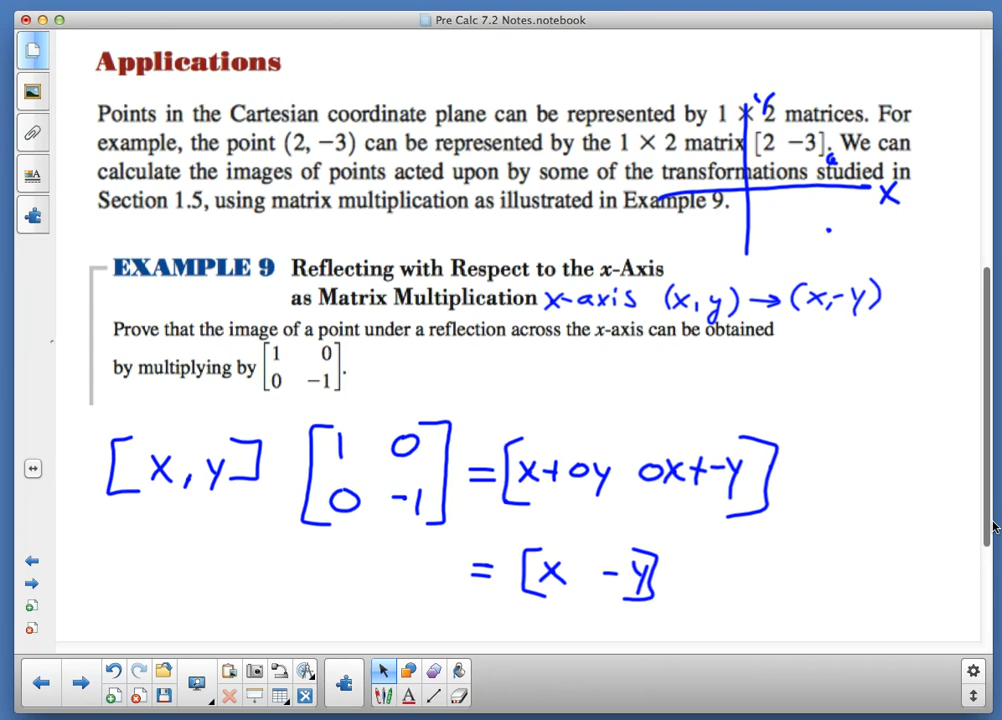 Pre Calc 7.2 Notes.notebook
Applications
Points in the Cartesian coordinate plane can be represented by 1 × 2 matrices. For
example, the point (2, −3) can be represented by the 1 × 2 matrix [2 −3]. We can
calculate the images of points acted upon by some of the transformations studied in
Section 1.5, using matrix multiplication as illustrated in Example 9.
X
EXAMPLE 9 Reflecting with Respect to the x-Axis
as Matrix Multiplication x-axis (x,y) → (x,-y)
Prove that the image of a point under a reflection across the x-axis can be obtained
by multiplying by [1 0
0 −1].
[x, y] [1 0
0 -1] = [x+0y 0x+-y]
= [x -y]